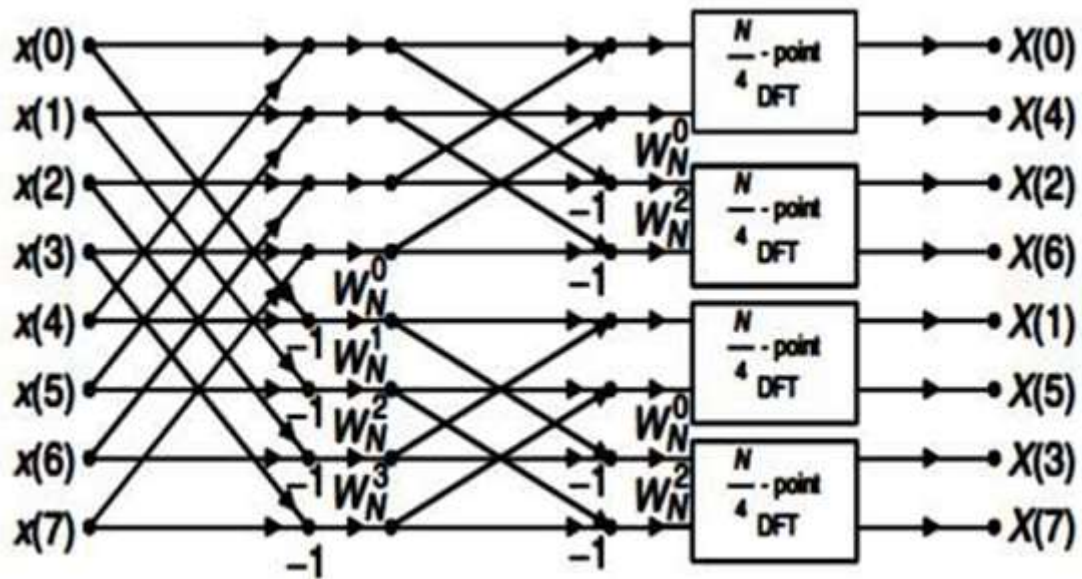 x(0) N/4 - point DFT X(0)
x(1) X(4)
W_N^0
x(2) -1 W_N^2 N/4 - point DFT X(2)
x(3) -1 X(6)
W_N^0
x(4) -1 W_N^1 N/4 - point DFT X(1)
x(5) -1 W_N^2 W_N^0 X(5)
x(6) -1 W_N^3 -1 W_N^2 N/4 - point DFT X(3)
x(7) -1 -1 X(7)